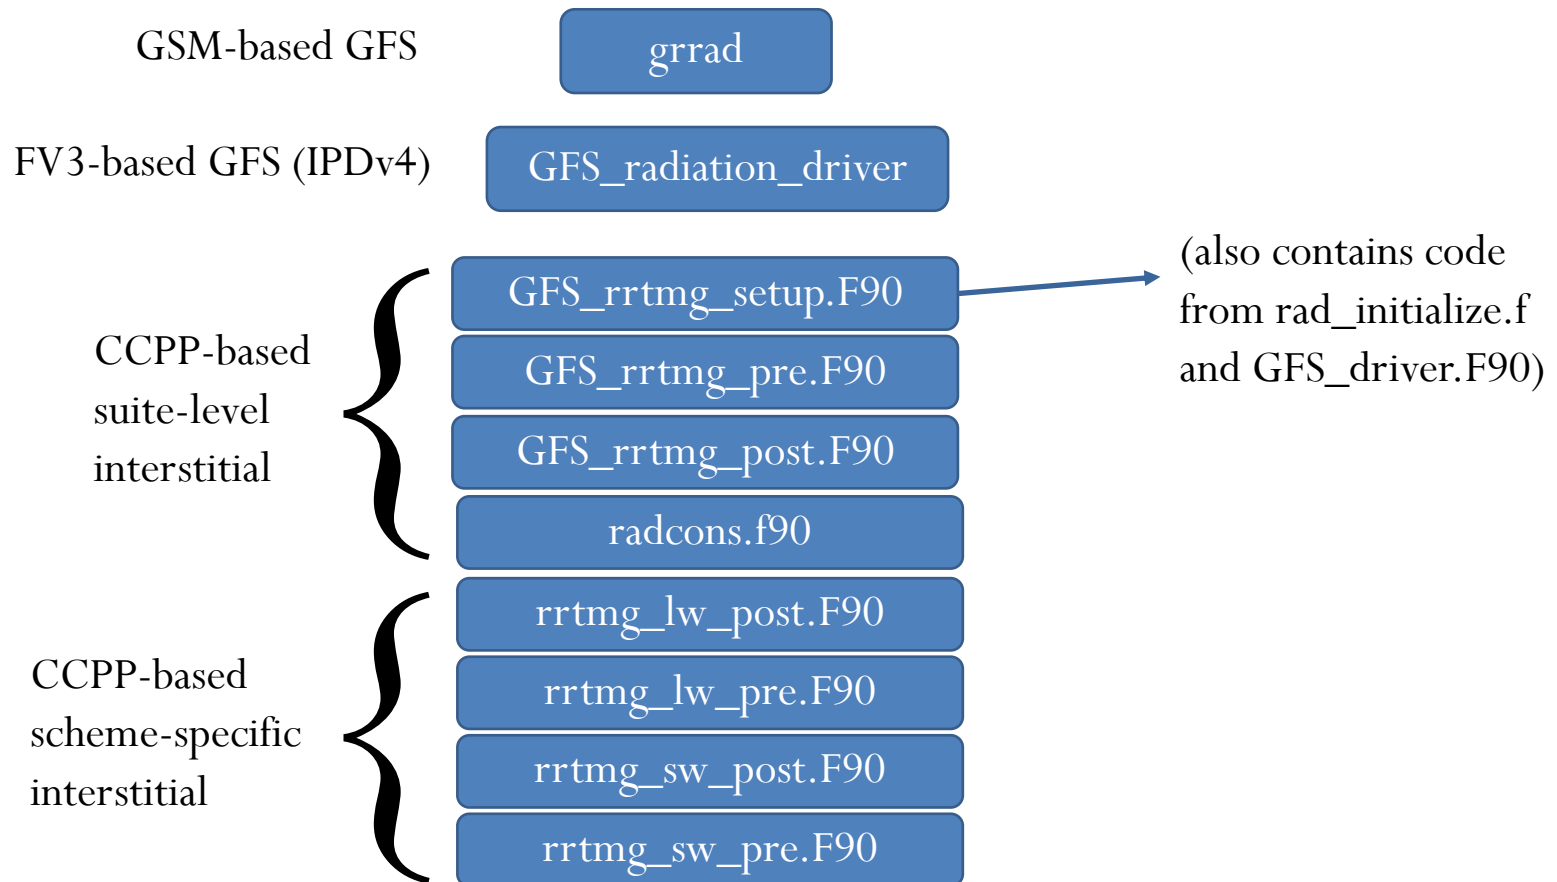 GSM-based GFS
grrad
FV3-based GFS (IPDv4)
GFS_radiation_driver
CCPP-based
suite-level
interstitial
GFS_rrtmg_setup.F90
GFS_rrtmg_pre.F90
GFS_rrtmg_post.F90
radcons.f90
(also contains code
from rad_initialize.f
and GFS_driver.F90)
CCPP-based
scheme-specific
interstitial
rrtmg_lw_post.F90
rrtmg_lw_pre.F90
rrtmg_sw_post.F90
rrtmg_sw_pre.F90